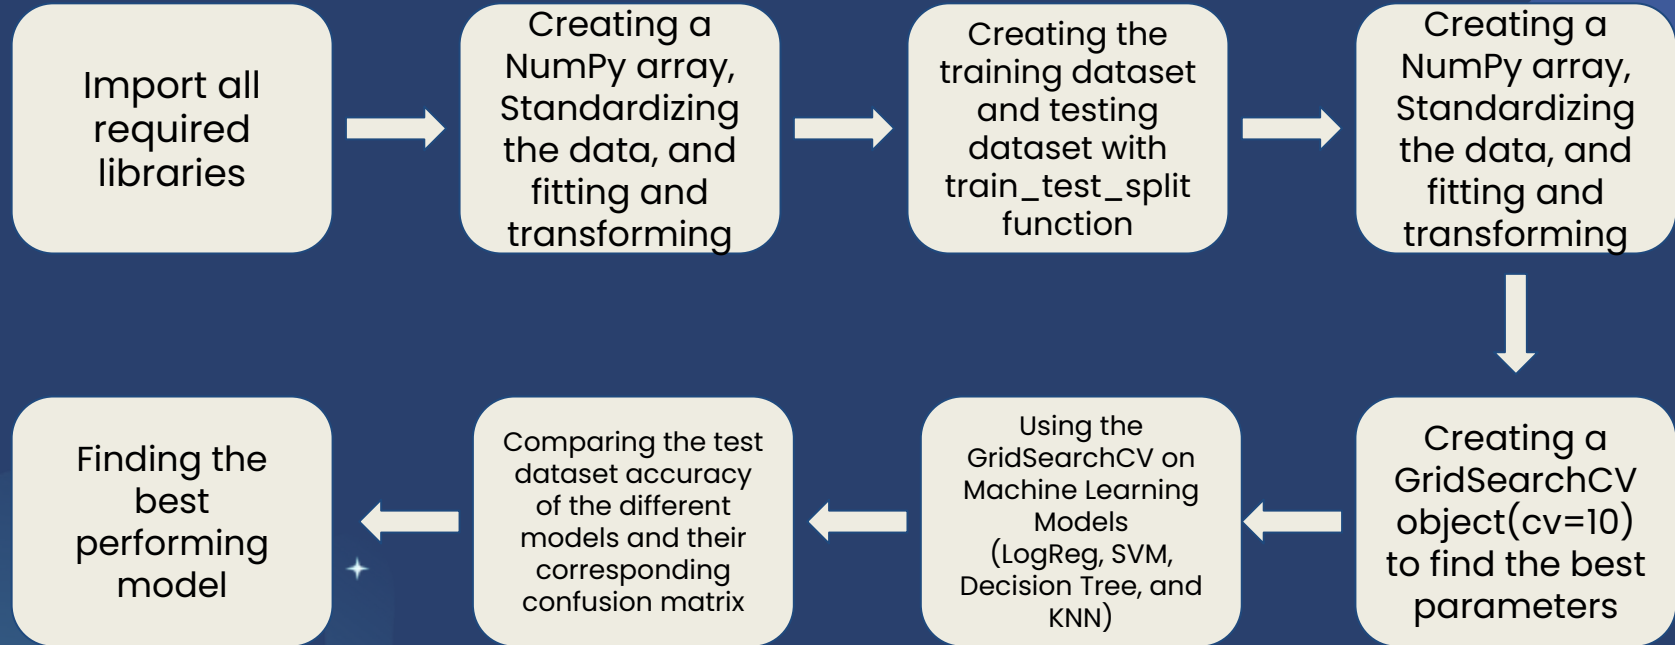 Import all
required
libraries
Creating a
NumPy array,
Standardizing
the data, and
fitting and
transforming
Creating the
training dataset
and testing
dataset with
train_test_split
function
Creating a
NumPy array,
Standardizing
the data, and
fitting and
transforming
Creating a
GridSearchCV
object(cv=10)
to find the best
parameters
Using the
GridSearchCV on
Machine Learning
Models
(LogReg, SVM,
Decision Tree, and
KNN)
Comparing the test
dataset accuracy
of the different
models and their
corresponding
confusion matrix
Finding the
best
performing
model